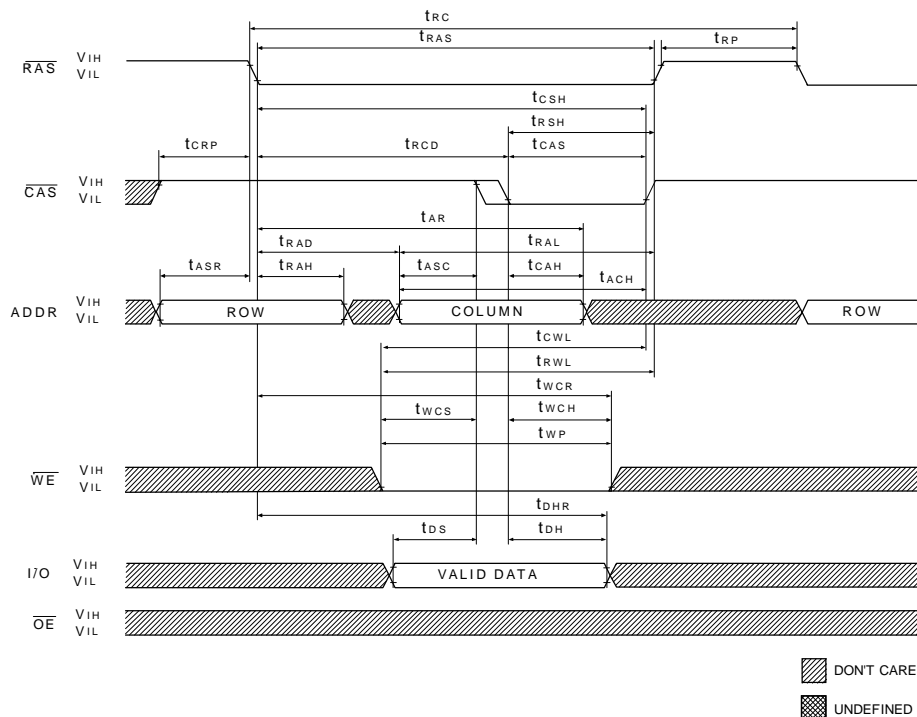 tRC
tRAS
tRP
RAS VIH
VIL
tCSH
tRSH
tCRP
tRCD
tCAS
CAS VIH
VIL
tAR
tRAD
tRAL
tASR
tRAH
tASC
tCAH
tACH
ADDR VIH
VIL
ROW
COLUMN
ROW
tCWL
tRWL
tWCR
tWCS
tWCH
tWP
WE VIH
VIL
tDHR
tDS
tDH
I/O VIH
VIL
VALID DATA
OE VIH
VIL
DON'T CARE
UNDEFINED